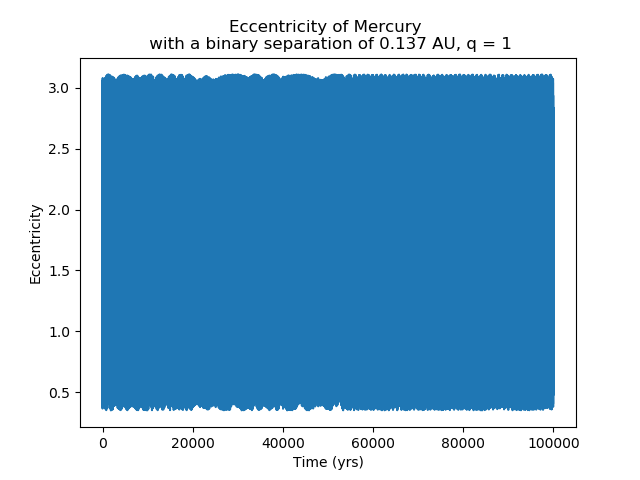 Eccentricity of Mercury
with a binary separation of 0.137 AU, q = 1
3.0
2.5
2.0
1.5
1.0
0.5
Eccentricity
0 20000 40000 60000 80000 100000
Time (yrs)